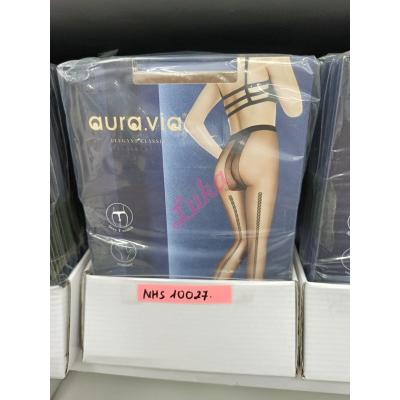 aura.via
ELEGANT CLASSIC
Luka
NHS 10027.